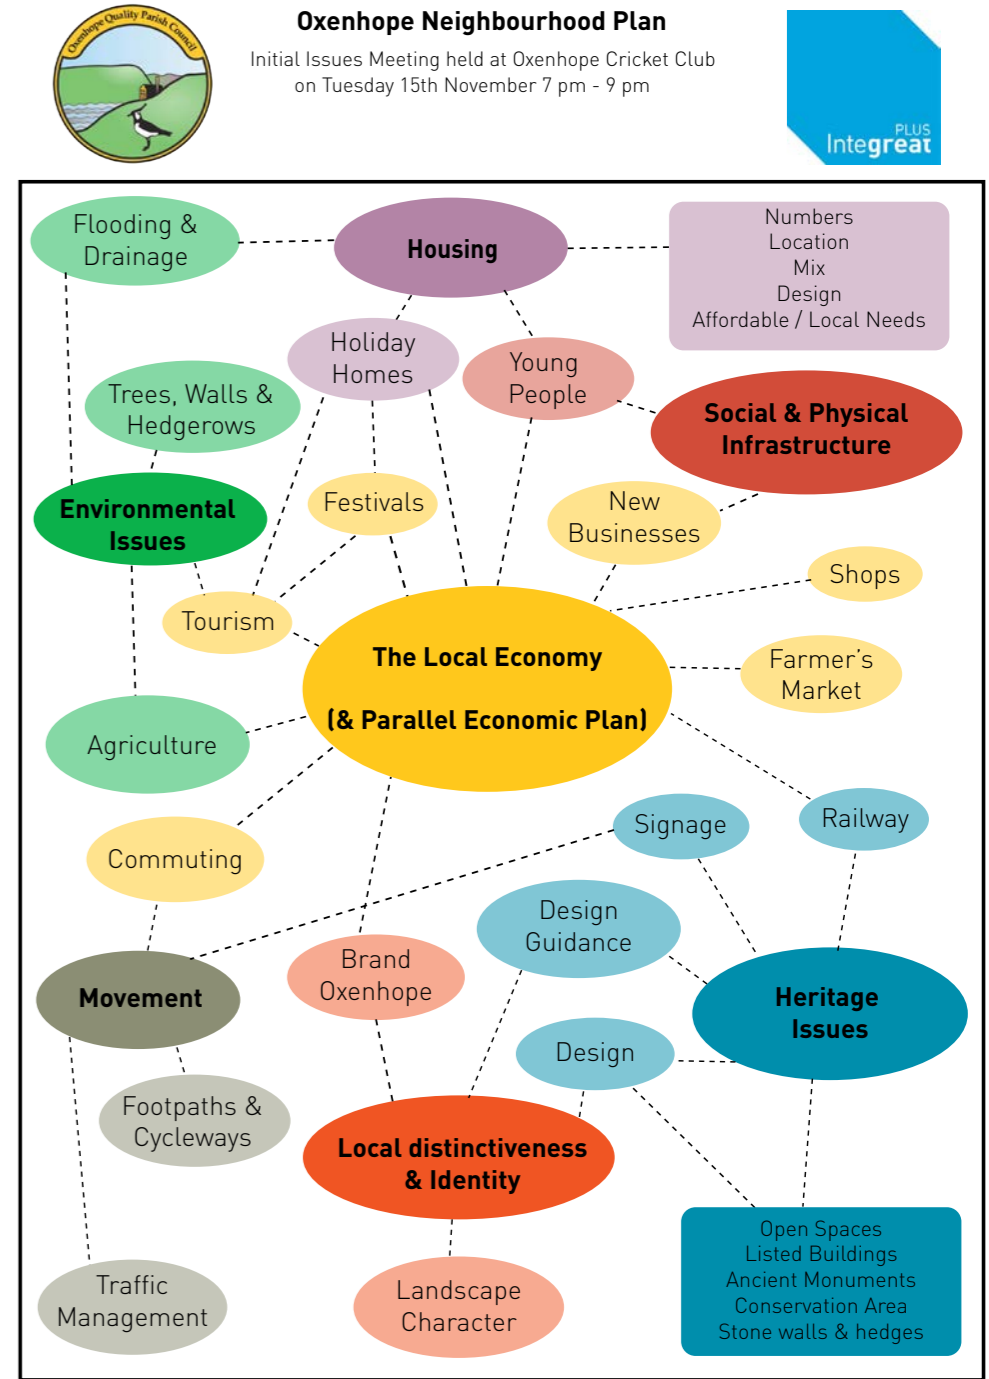 Oxenhope Quality Parish Council
Oxenhope Neighbourhood Plan
Initial Issues Meeting held at Oxenhope Cricket Club
on Tuesday 15th November 7 pm - 9 pm
PLUS
Integreat
Flooding &
Drainage
Housing
Numbers
Location
Mix
Design
Affordable / Local Needs
Holiday
Homes
Young
People
Trees, Walls &
Hedgerows
Social & Physical
Infrastructure
Environmental
Issues
Festivals
New
Businesses
Shops
Tourism
The Local Economy
(& Parallel Economic Plan)
Farmer's
Market
Agriculture
Signage
Railway
Commuting
Design
Guidance
Brand
Oxenhope
Movement
Heritage
Issues
Design
Footpaths &
Cycleways
Local distinctiveness
& Identity
Open Spaces
Listed Buildings
Ancient Monuments
Conservation Area
Stone walls & hedges
Traffic
Management
Landscape
Character